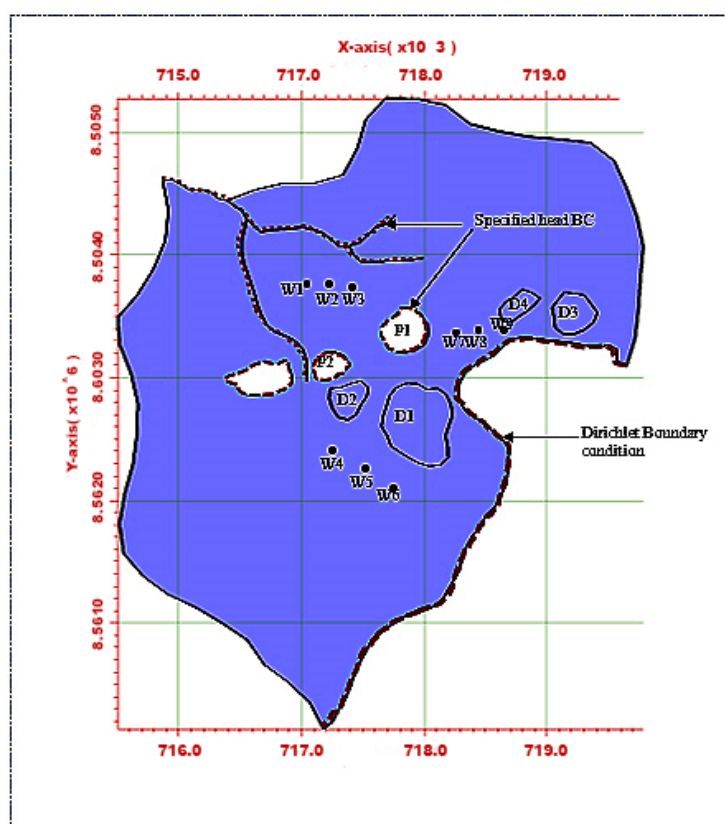 X-axis( x10 3 )
715.0 717.0 718.0 719.0
8.5050
8.5040
8.6030
8.5620
8.5610
Y-axis( x10^6 )
Specified head BC
W1 W2 W3
D4 D3
P1 W7 W8 W9
P2
D2 D1
Dirichlet Boundary
condition
W4
W5
W6
716.0 717.0 718.0 719.0